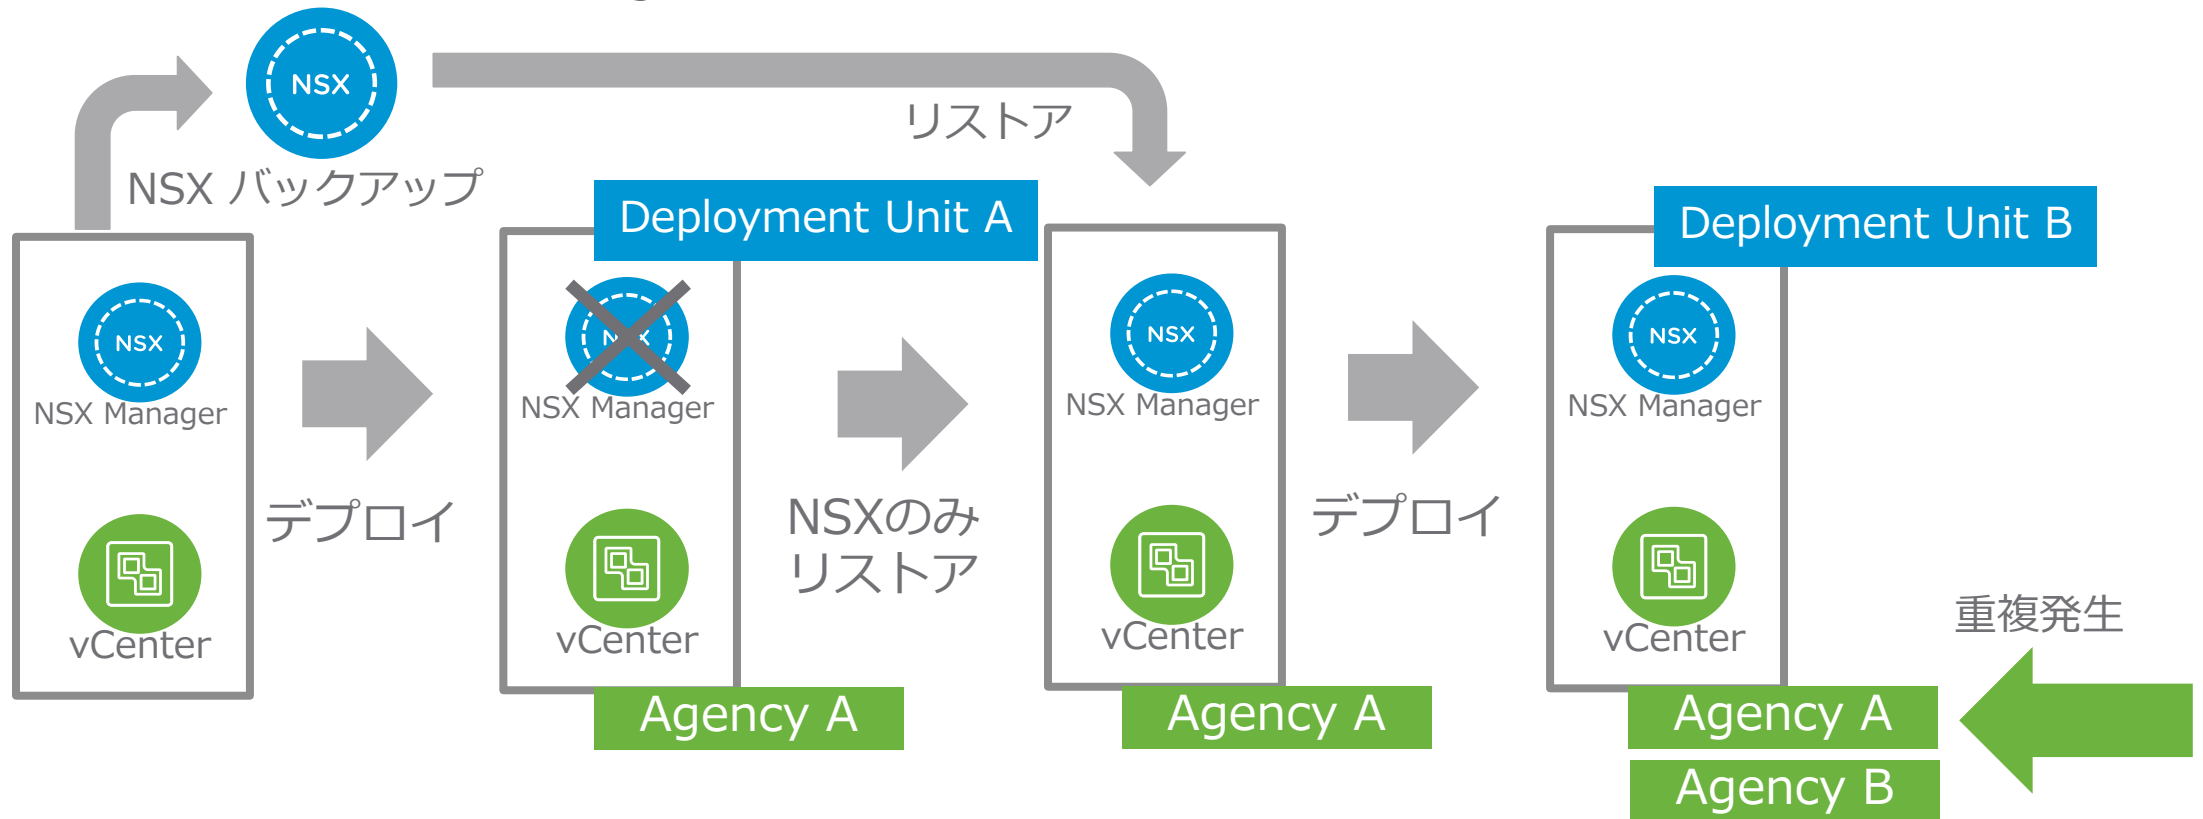 NSX
リストア
NSX バックアップ
Deployment Unit A
Deployment Unit B
NSX
NSX Manager
vCenter
デプロイ
NSX Manager
vCenter
Agency A
NSXのみ
リストア
NSX
NSX Manager
vCenter
Agency A
デプロイ
NSX
NSX Manager
vCenter
Agency A
Agency B
重複発生